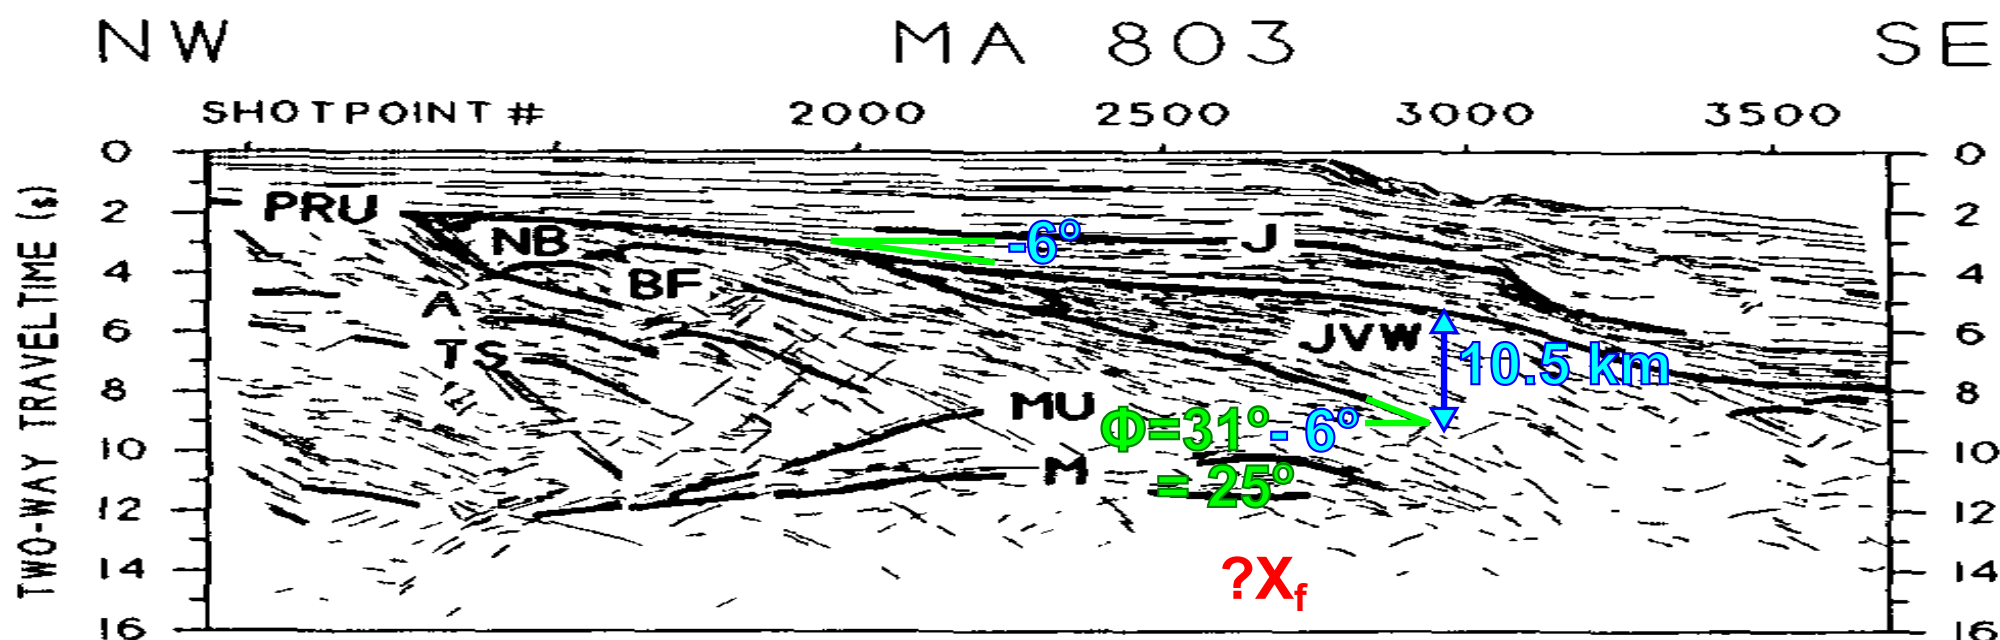 NW MA 803 SE
SHOTPOINT # 2000 2500 3000 3500
TWO-WAY TRAVELTIME (s)
0 0
PRU
2 2
NB -6° J
4 BF 4
A
6 JVW 6
TS 10.5 km
8 8
MU
Φ=31°- 6°
10 M 10
= 25°
12 12
14 ?Xf 14
16 16